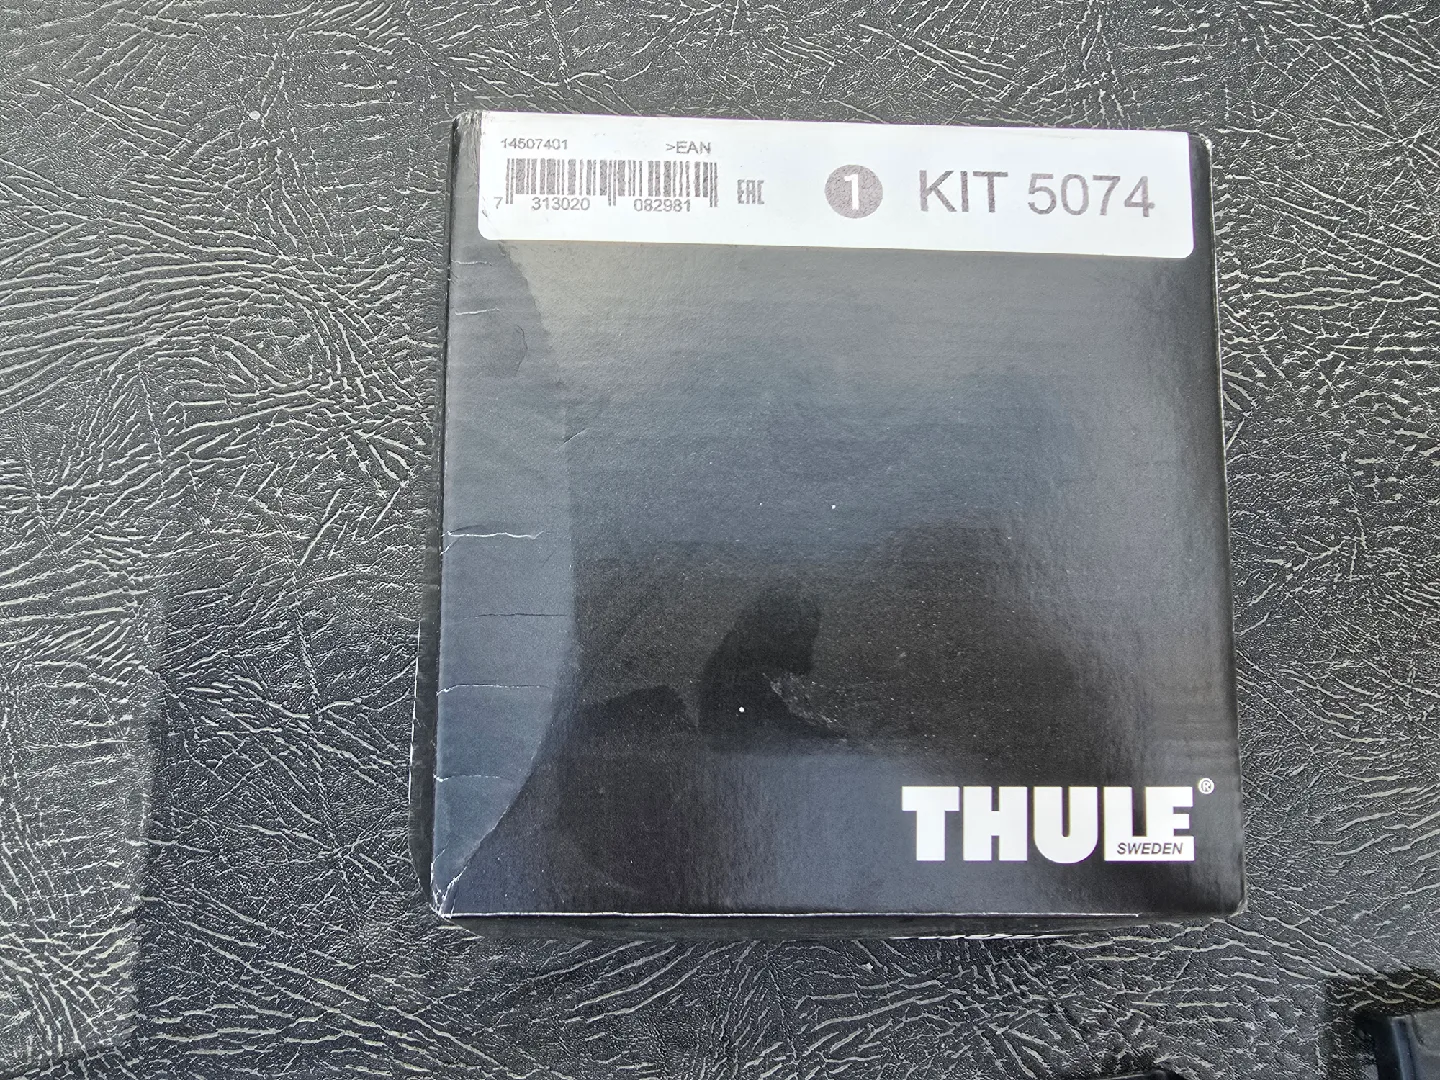 14507401 >EAN
7 313020 082981 EAC
1 KIT 5074
THULE®
SWEDEN